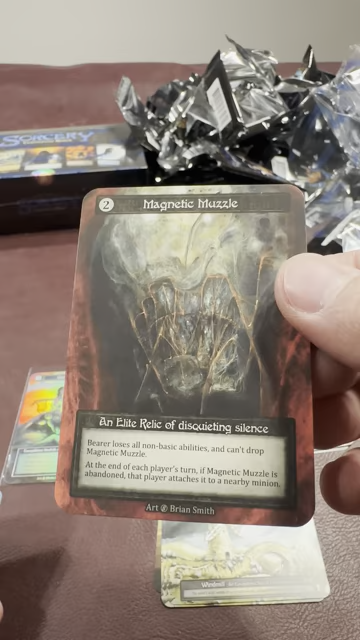 SORCERY
2
Magnetic Muzzle
An Elite Relic of disquieting silence
Bearer loses all non-basic abilities, and can't drop
Magnetic Muzzle.
At the end of each player's turn, if Magnetic Muzzle is
abandoned, that player attaches it to a nearby minion.
Art @ Brian Smith
Windmill